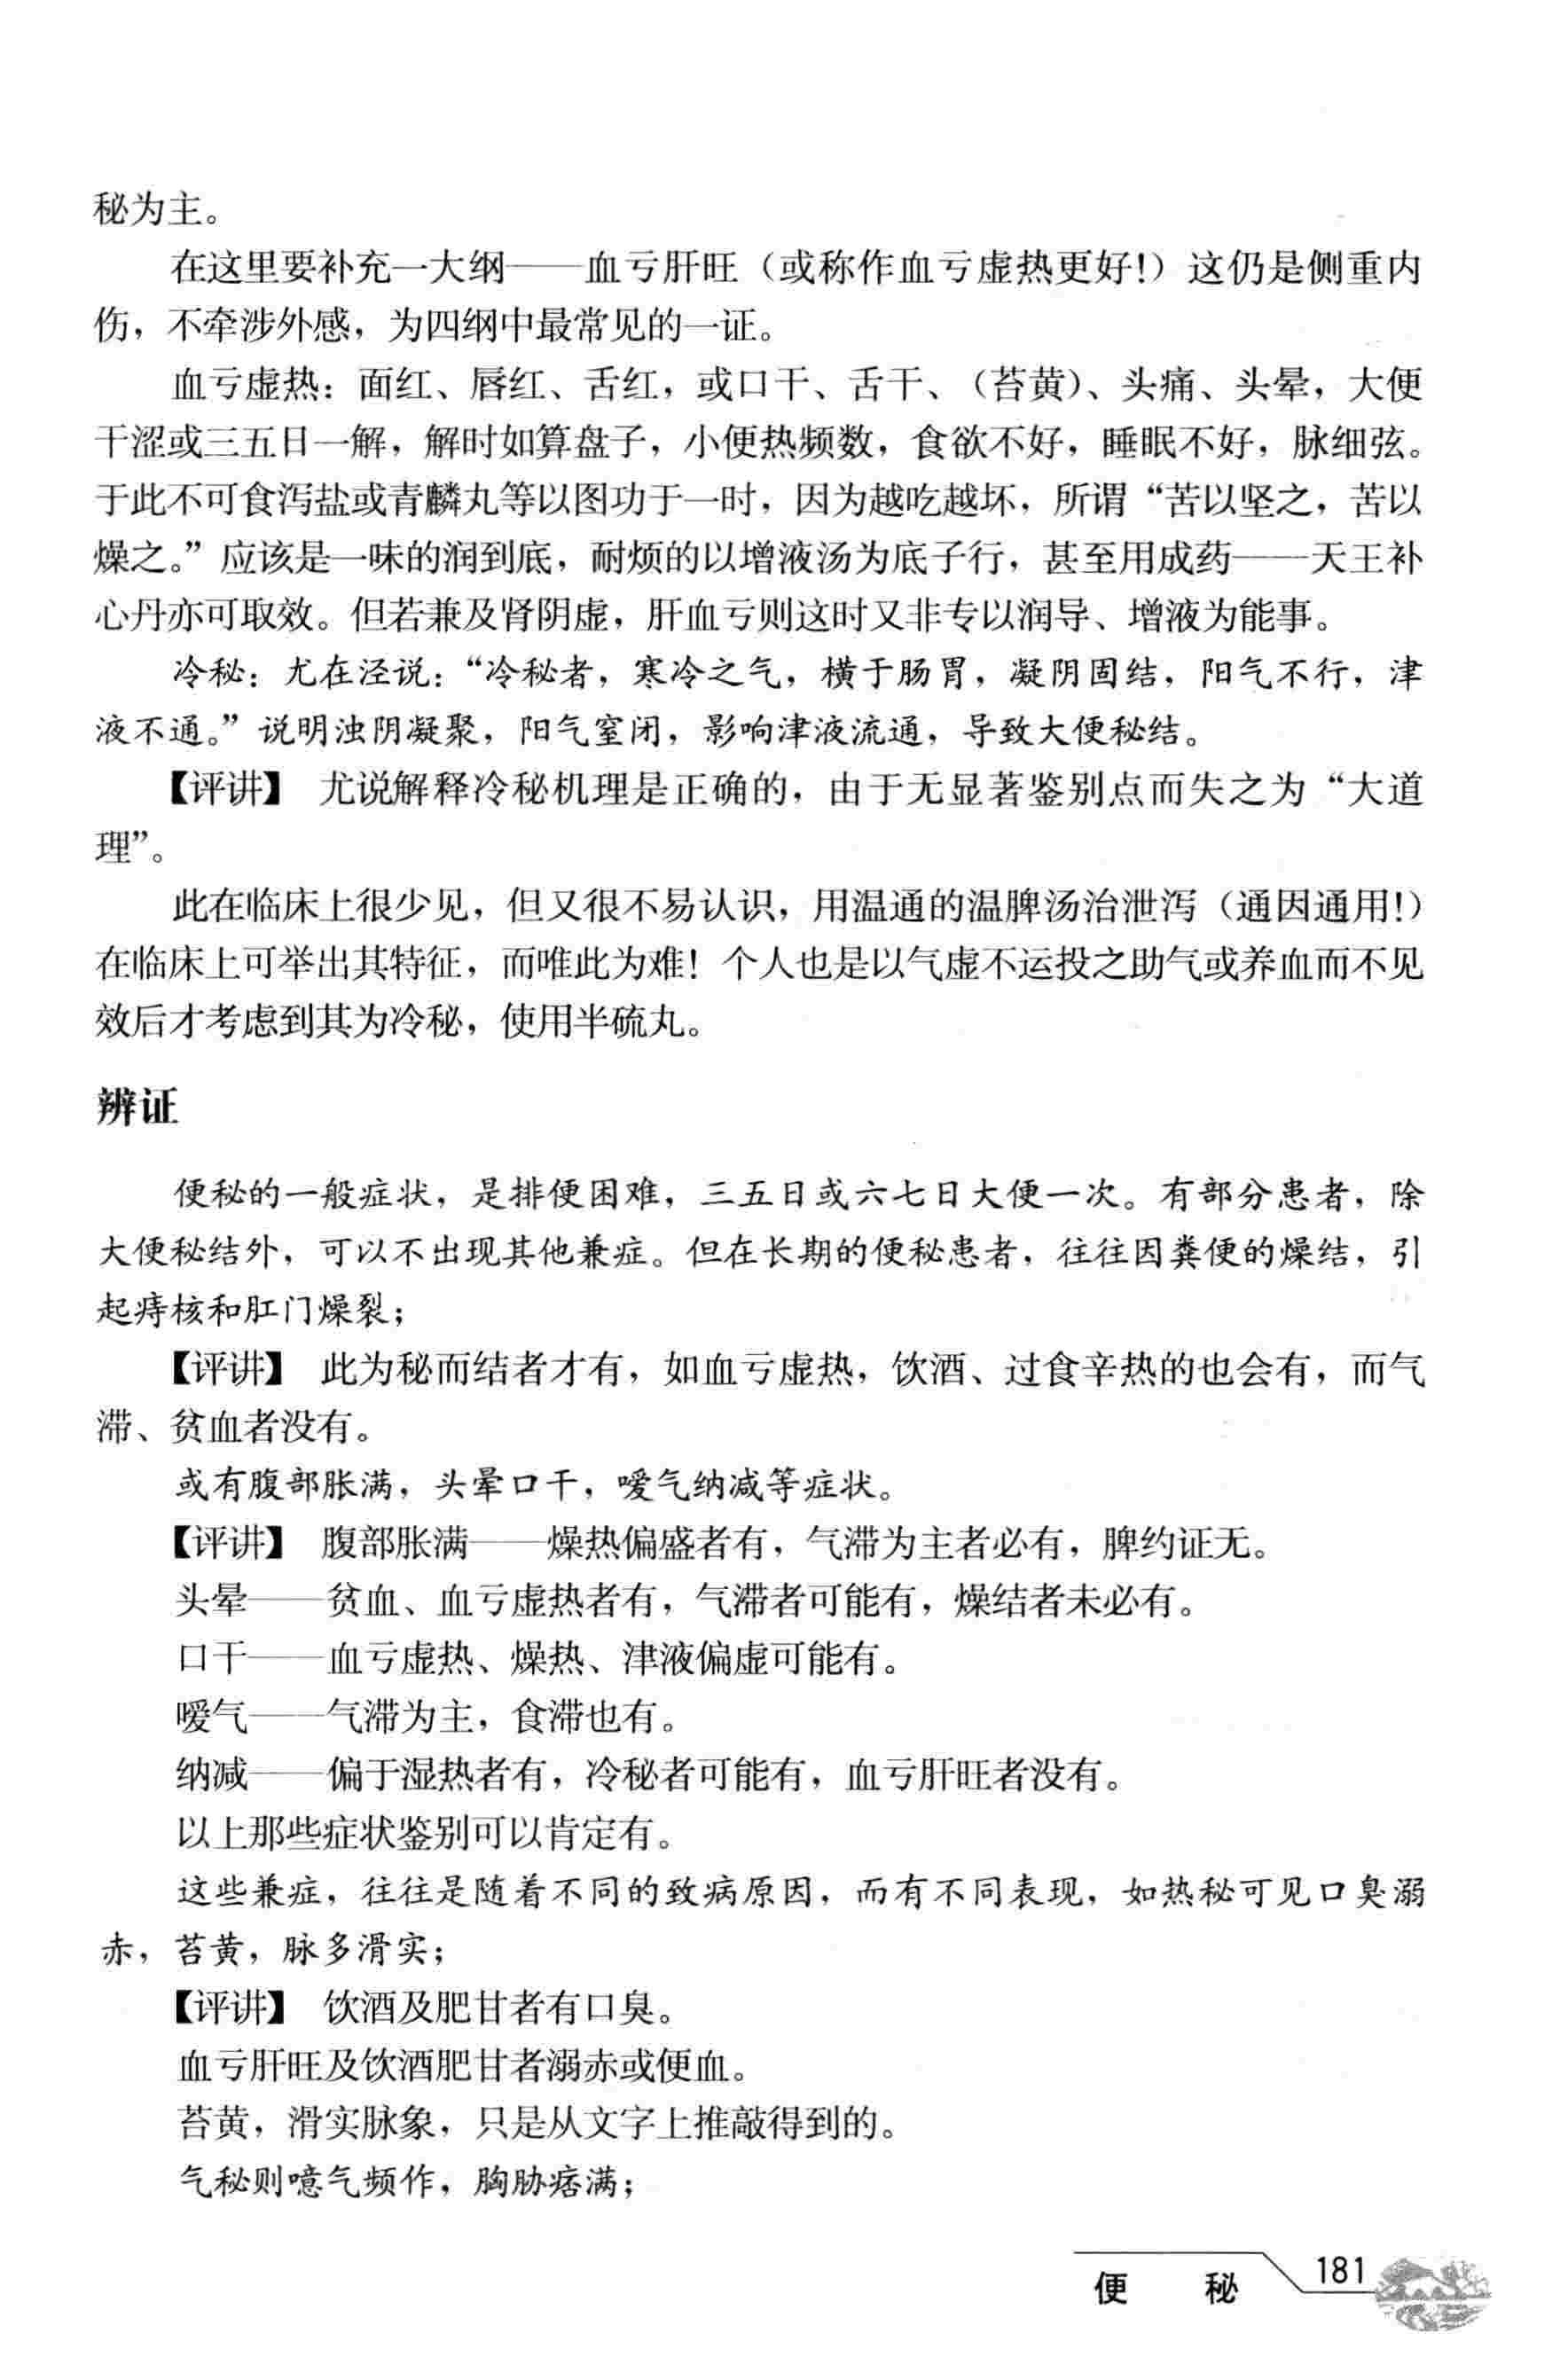 秘为主。
在这里要补充一大纲——血亏肝旺（或称作血亏虚热更好!）这仍是侧重内
伤，不牵涉外感，为四纲中最常见的一证。
血亏虚热：面红、唇红、舌红，或口干、舌干、（苔黄）、头痛、头晕，大便
干涩或三五日一解，解时如算盘子，小便热频数，食欲不好，睡眠不好，脉细弦。
于此不可食泻盐或青麟丸等以图功于一时，因为越吃越坏，所谓“苦以坚之，苦以
燥之。”应该是一味的润到底，耐烦的以增液汤为底子行，甚至用成药——天王补
心丹亦可取效。但若兼及肾阴虚，肝血亏则这时又非专以润导、增液为能事。
冷秘：尤在泾说：“冷秘者，寒冷之气，横于肠胃，凝阴固结，阳气不行，津
液不通。”说明浊阴凝聚，阳气窒闭，影响津液流通，导致大便秘结。
【评讲】 尤说解释冷秘机理是正确的，由于无显著鉴别点而失之为“大道
理”。
此在临床上很少见，但又很不易认识，用温通的温脾汤治泄泻（通因通用!）
在临床上可举出其特征，而唯此为难！个人也是以气虚不运投之助气或养血而不见
效后才考虑到其为冷秘，使用半硫丸。
辨证
便秘的一般症状，是排便困难，三五日或六七日大便一次。有部分患者，除
大便秘结外，可以不出现其他兼症。但在长期的便秘患者，往往因粪便的燥结，引
起痔核和肛门燥裂；
【评讲】 此为秘而结者才有，如血亏虚热，饮酒、过食辛热的也会有，而气
滞、贫血者没有。
或有腹部胀满，头晕口干，嗳气纳减等症状。
【评讲】 腹部胀满——燥热偏盛者有，气滞为主者必有，脾约证无。
头晕——贫血、血亏虚热者有，气滞者可能有，燥结者未必有。
口干——血亏虚热、燥热、津液偏虚可能有。
嗳气——气滞为主，食滞也有。
纳减——偏于湿热者有，冷秘者可能有，血亏肝旺者没有。
以上那些症状鉴别可以肯定有。
这些兼症，往往是随着不同的致病原因，而有不同表现，如热秘可见口臭溺
赤，苔黄，脉多滑实；
【评讲】 饮酒及肥甘者有口臭。
血亏肝旺及饮酒肥甘者溺赤或便血。
苔黄，滑实脉象，只是从文字上推敲得到的。
气秘则噫气频作，胸胁痞满；
便 秘 181